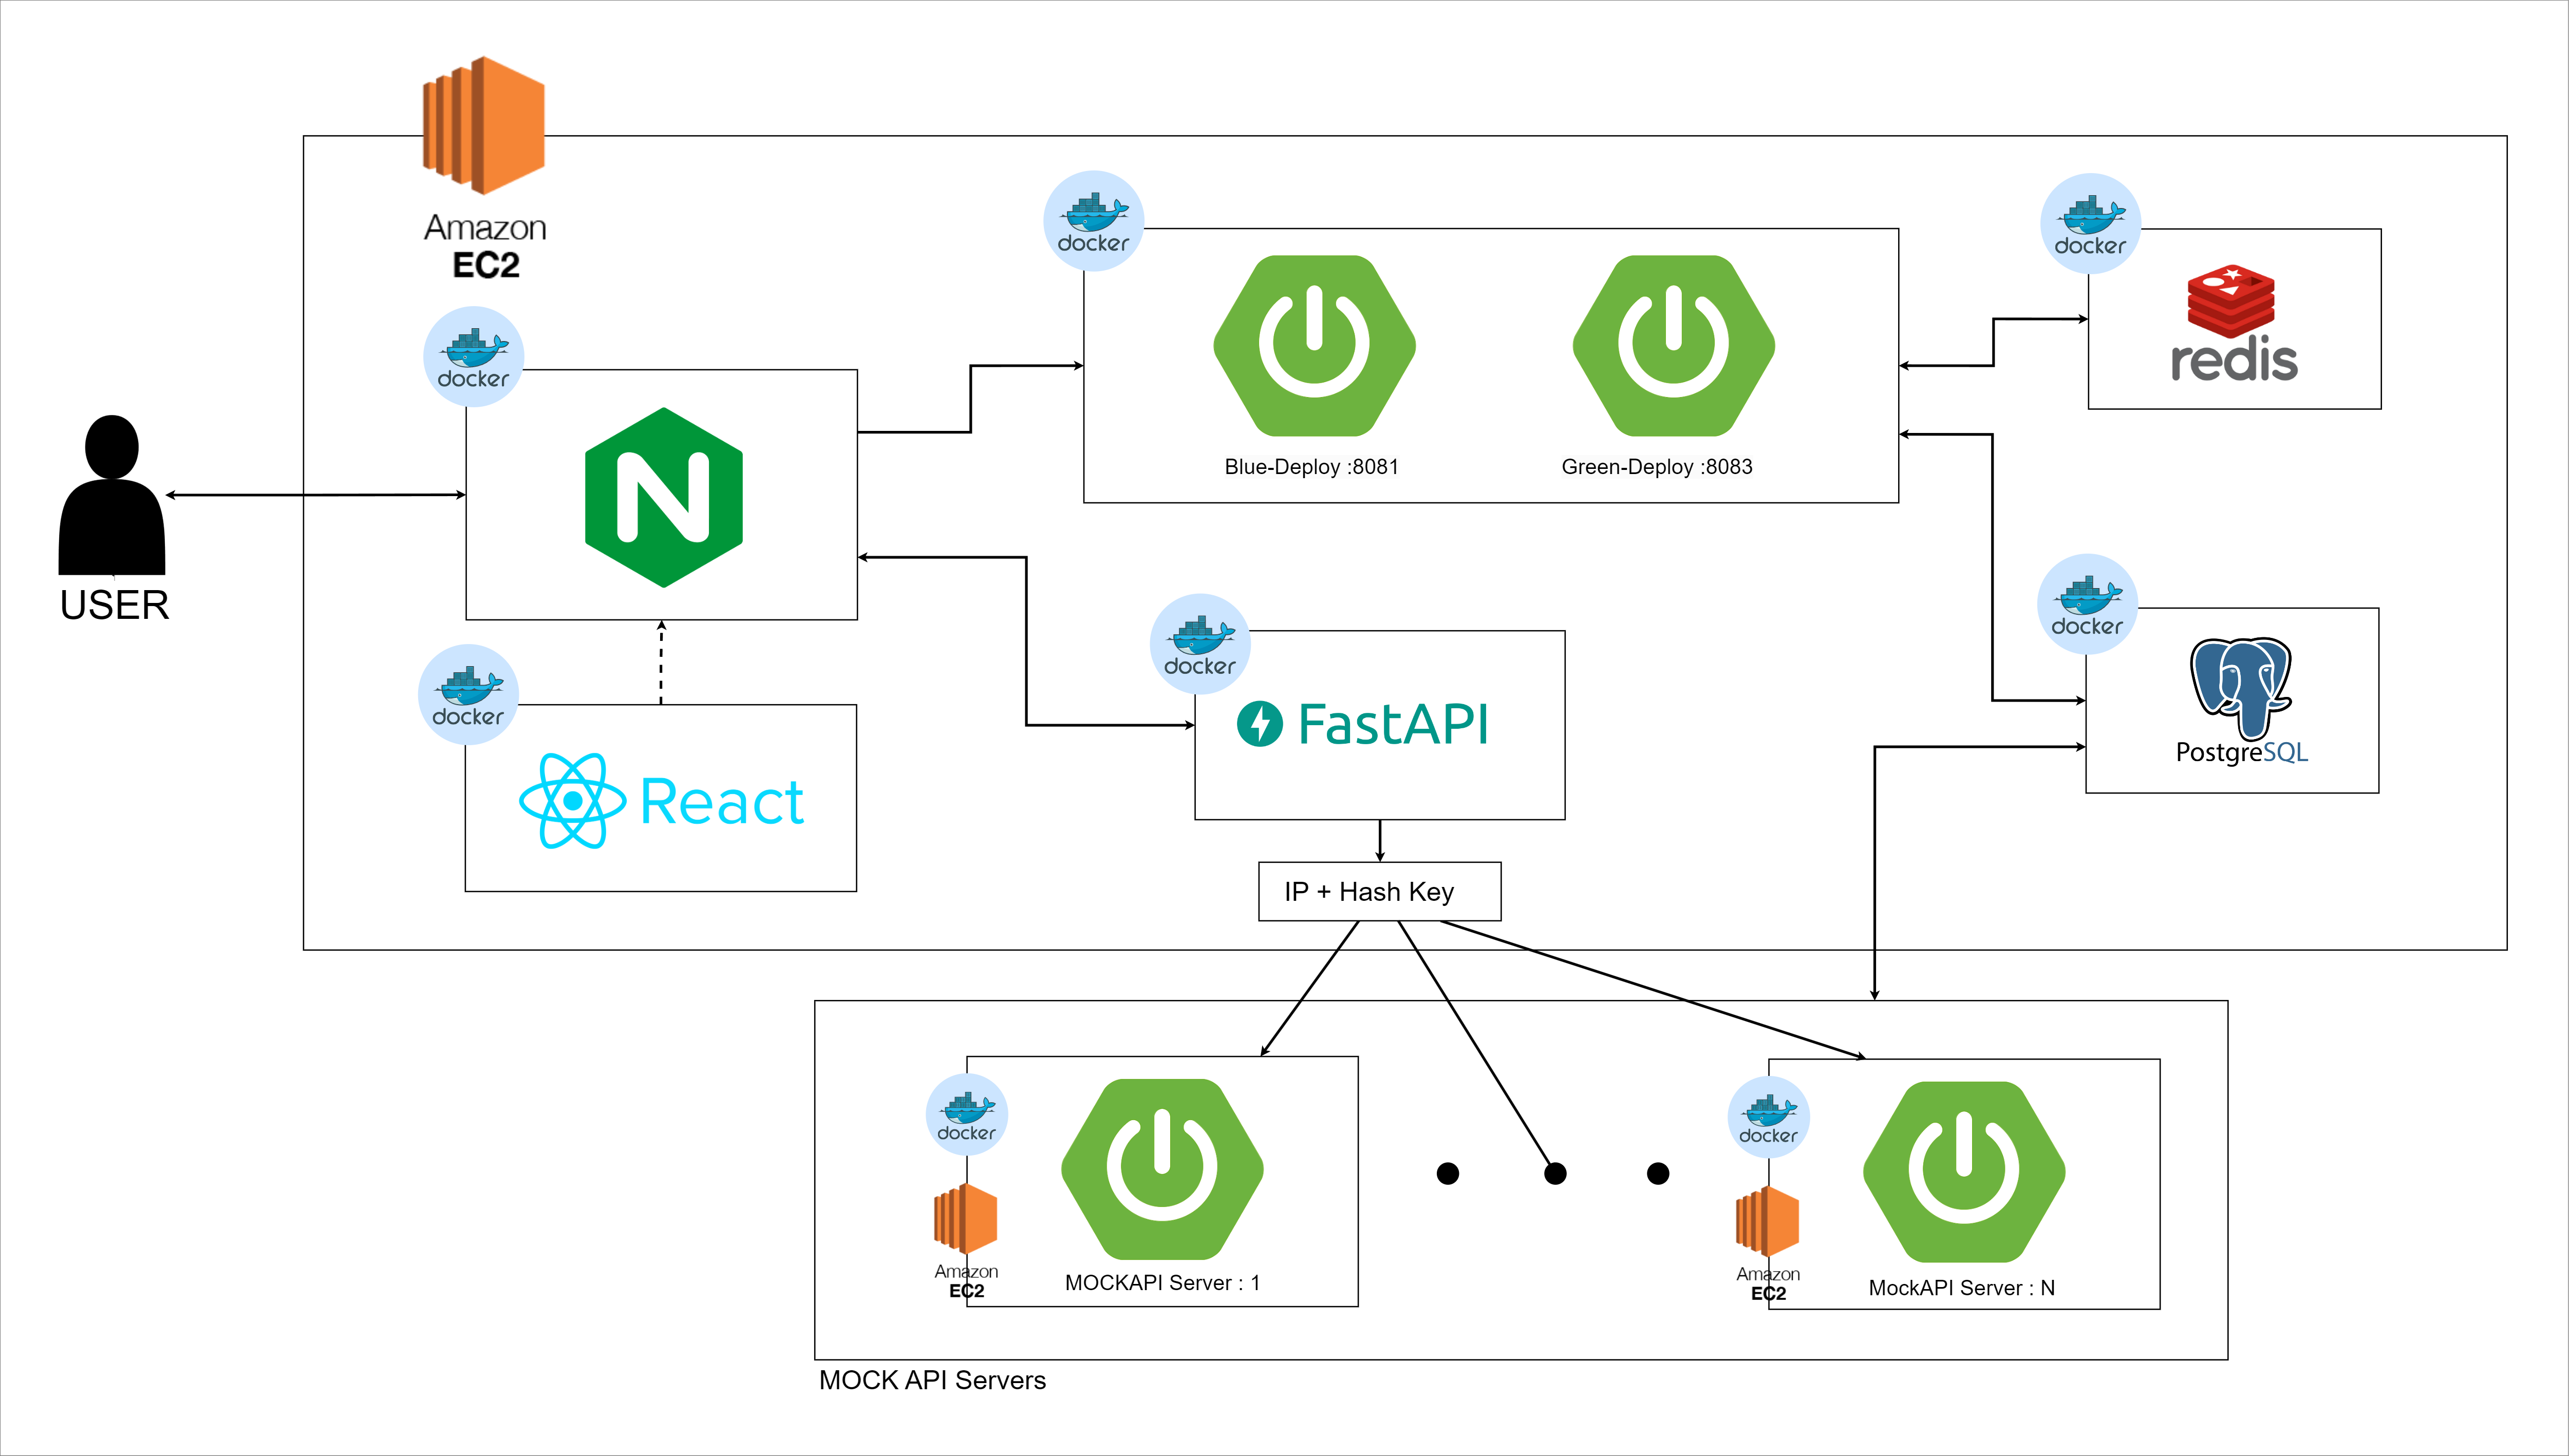 Amazon
EC2
docker
docker
redis
docker
Blue-Deploy :8081
Green-Deploy :8083
USER
docker
PostgreSQL
docker
FastAPI
docker
React
IP + Hash Key
docker
Amazon
EC2
MOCKAPI Server : 1
docker
Amazon
EC2
MockAPI Server : N
MOCK API Servers